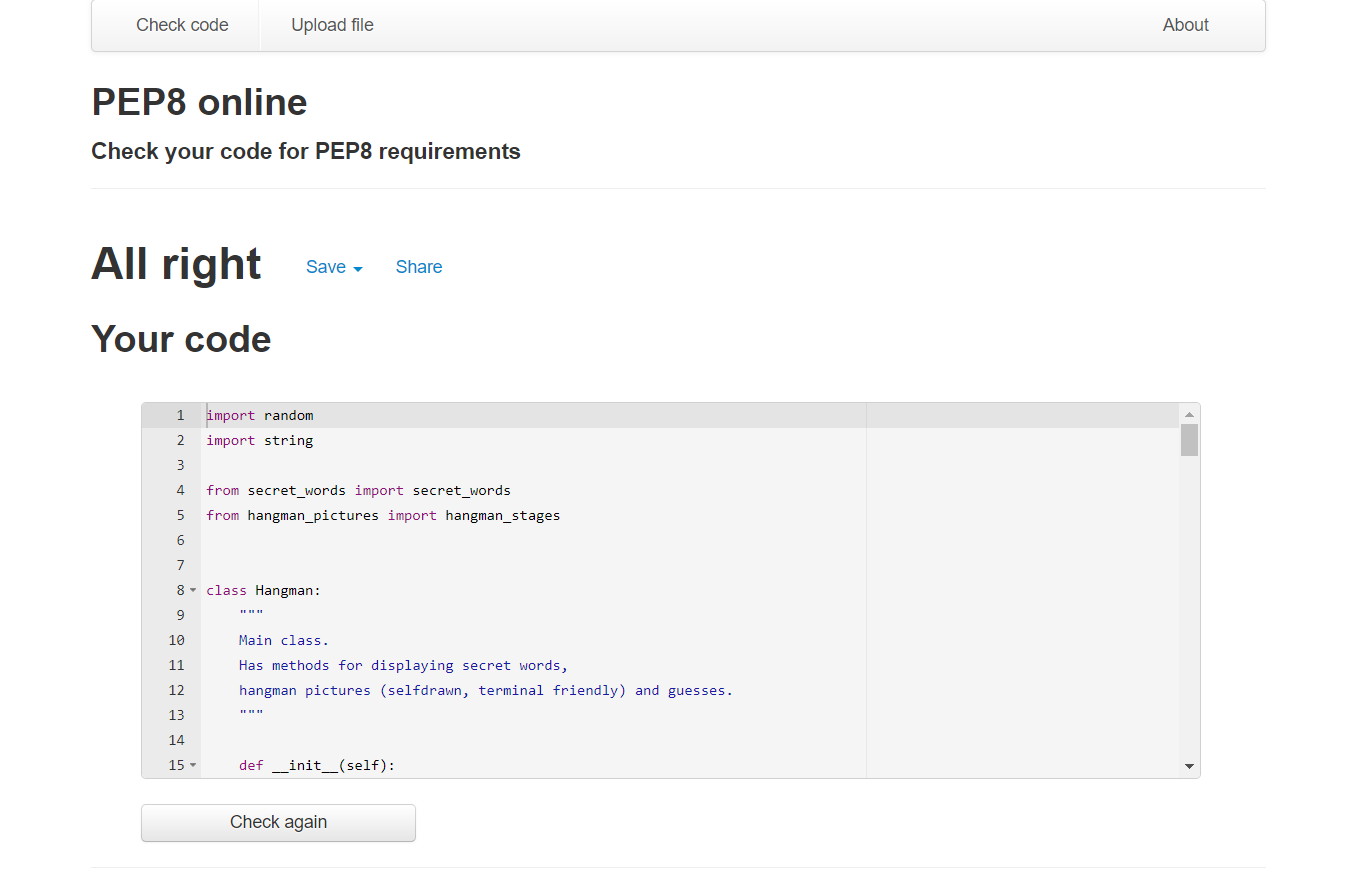 Check code Upload file About
PEP8 online
Check your code for PEP8 requirements
All right Save Share
Your code
1 import random
2 import string
3
4 from secret_words import secret_words
5 from hangman_pictures import hangman_stages
6
7
8 class Hangman:
9 """
10 Main class.
11 Has methods for displaying secret words,
12 hangman pictures (selfdrawn, terminal friendly) and guesses.
13 """
14
15 def __init__(self):
Check again